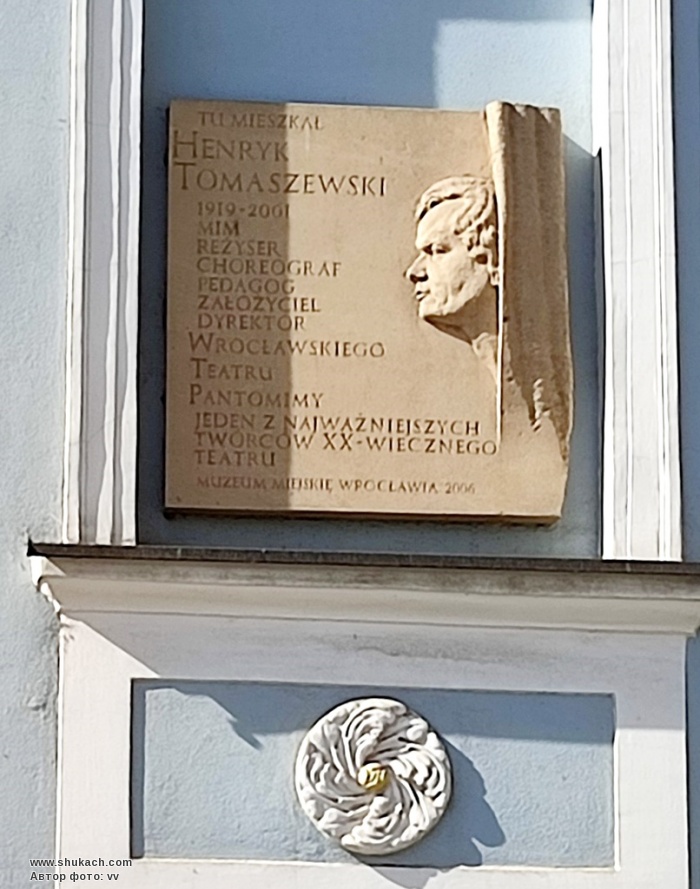 TU MIESZKAŁ
HENRYK
TOMASZEWSKI
1919-2001
MIM
REŻYSER
CHOREOGRAF
PEDAGOG
ZAŁOŻYCIEL
DYREKTOR
WROCŁAWSKIEGO
TEATRU
PANTOMIMY
JEDEN Z NAJWAŻNIEJSZYCH
TWÓRCÓW XX-WIECZNEGO
TEATRU
MUZEUM MIEJSKIE WROCŁAWIA 2006
www.shukach.com
Автор фото: vv